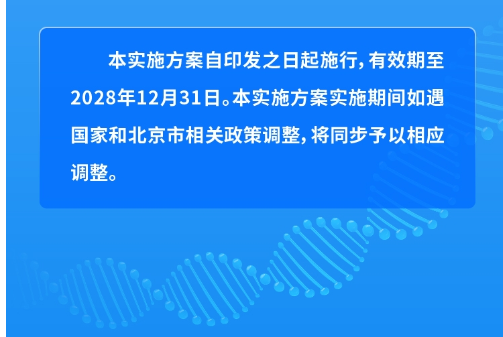 本实施方案自印发之日起施行，有效期至
2028年12月31日。本实施方案实施期间如遇
国家和北京市相关政策调整，将同步予以相应
调整。